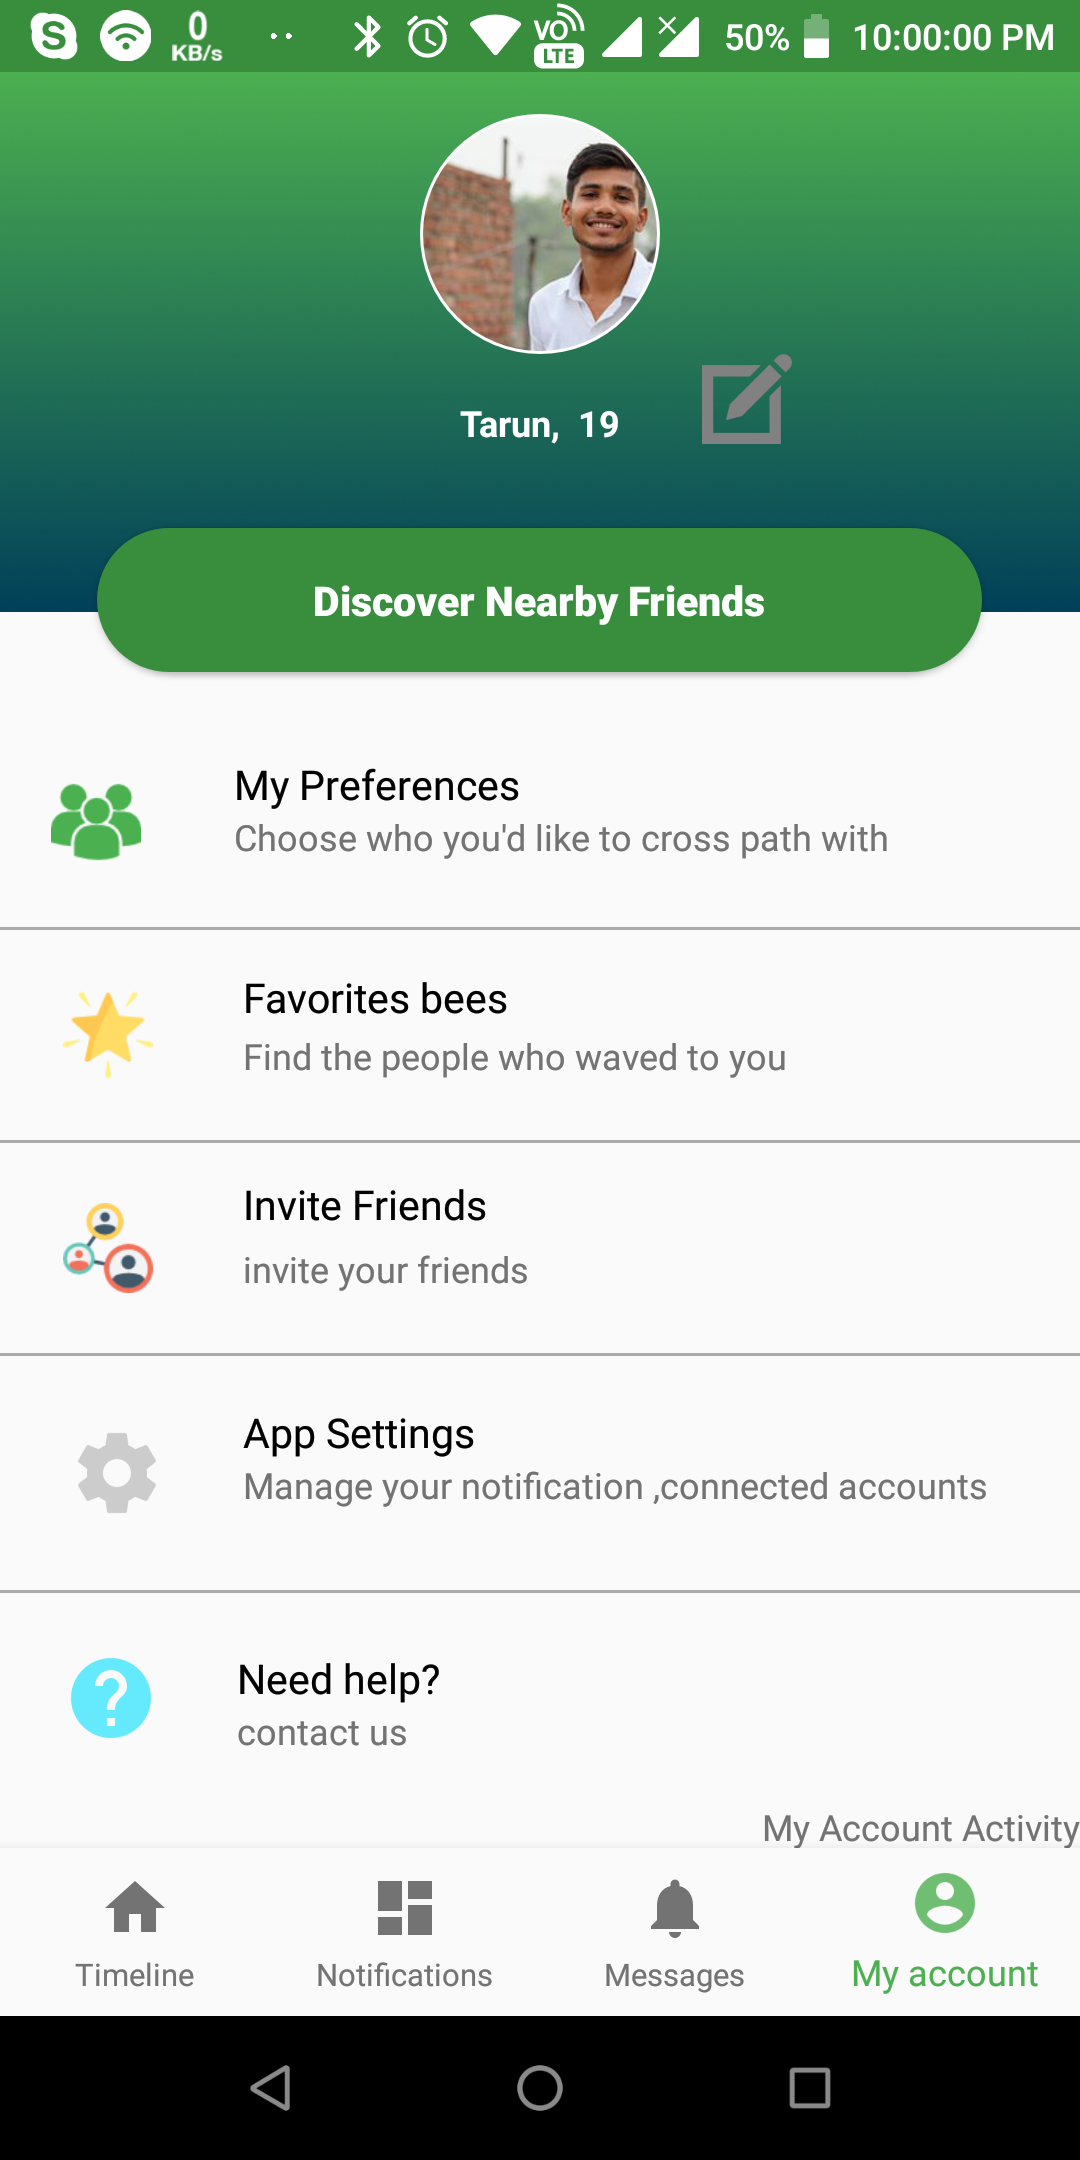 S 0 KB/s VO LTE 50% 10:00:00 PM
Tarun, 19
Discover Nearby Friends
My Preferences
Choose who you'd like to cross path with
Favorites bees
Find the people who waved to you
Invite Friends
invite your friends
App Settings
Manage your notification ,connected accounts
?
Need help?
contact us
My Account Activity
Timeline Notifications Messages My account